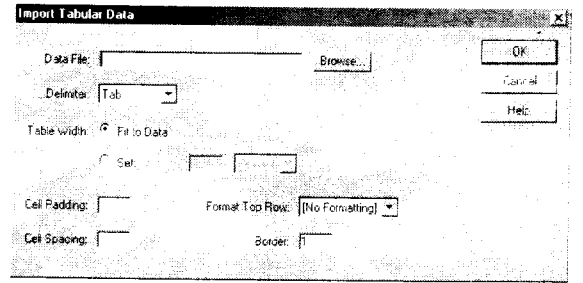 Import Tabular Data
Data File:
Browse...
OK
Delimiter:
Tab
Cancel
Help
Table Width:
Fit to Data
Set:
Cell Padding:
Format Top Row:
[No Formatting]
Cell Spacing:
Border:
1